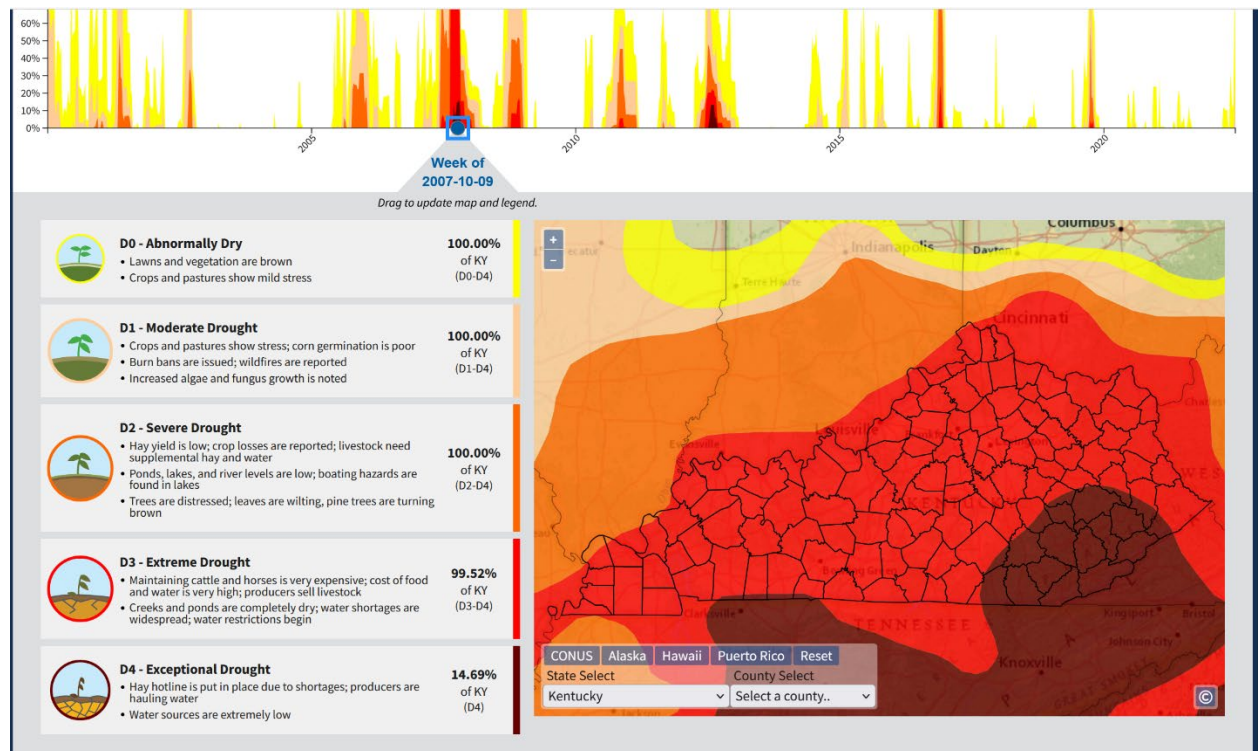 60%
50%
40%
30%
20%
10%
0%
2005
2010
2015
2020
Week of
2007-10-09
Drag to update map and legend.
D0 - Abnormally Dry
• Lawns and vegetation are brown
• Crops and pastures show mild stress
100.00%
of KY
(D0-D4)
D1 - Moderate Drought
• Crops and pastures show stress; corn germination is poor
• Burn bans are issued; wildfires are reported
• Increased algae and fungus growth is noted
100.00%
of KY
(D1-D4)
D2 - Severe Drought
• Hay yield is low; crop losses are reported; livestock need
supplemental hay and water
• Ponds, lakes, and river levels are low; boating hazards are
found in lakes
• Trees are distressed; leaves are wilting, pine trees are turning
brown
100.00%
of KY
(D2-D4)
D3 - Extreme Drought
• Maintaining cattle and horses is very expensive; cost of food
and water is very high; producers sell livestock
• Creeks and ponds are completely dry; water shortages are
widespread; water restrictions begin
99.52%
of KY
(D3-D4)
D4 - Exceptional Drought
• Hay hotline is put in place due to shortages; producers are
hauling water
• Water sources are extremely low
14.69%
of KY
(D4)
+
−
Columbus
Indianapolis
Dayton
Terre Haute
Cincinnati
Evansville
Louisville
Frankfort
KENTUCKY
Bowling Green
Clarksville
TENNESSEE
Kingsport
Bristol
Johnson City
Knoxville
CONUS
Alaska
Hawaii
Puerto Rico
Reset
State Select
County Select
Kentucky
Select a county..
©